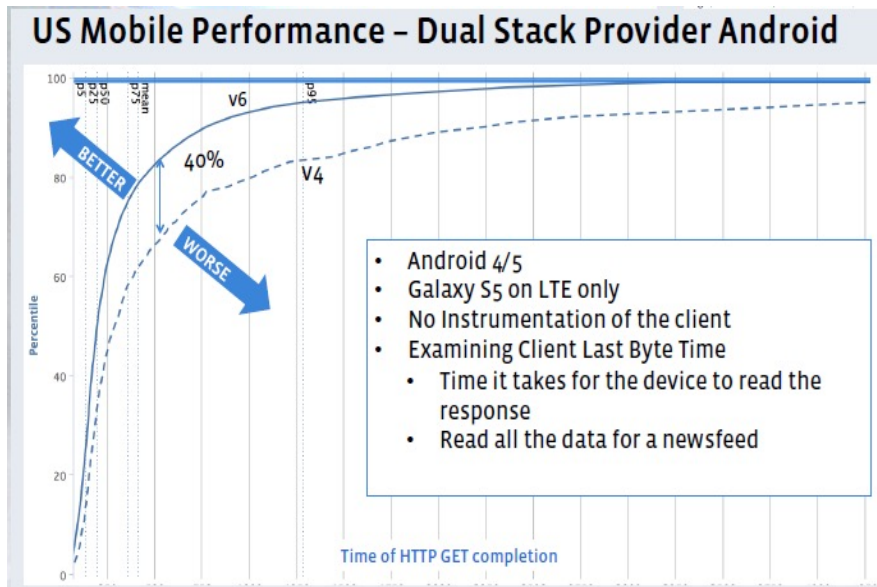 US Mobile Performance – Dual Stack Provider Android
100
p5
p25
p50
p75
mean
p95
v6
BETTER
40%
80
V4
WORSE
• Android 4/5
• Galaxy S5 on LTE only
• No Instrumentation of the client
• Examining Client Last Byte Time
• Time it takes for the device to read the
response
• Read all the data for a newsfeed
60
Percentile
40
20
Time of HTTP GET completion
0